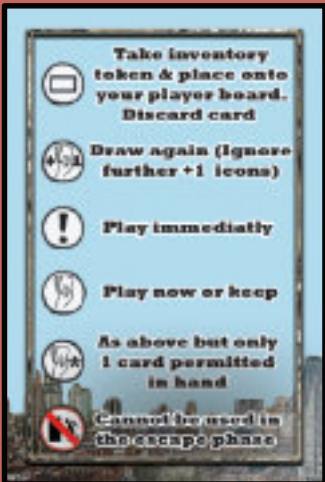 Take inventory
token & place onto
your player board.
Discard card
Draw again (Ignore
further +1 icons)
Play immediatly
Play now or keep
As above but only
1 card permitted
in hand
Cannot be used in
the escape phase